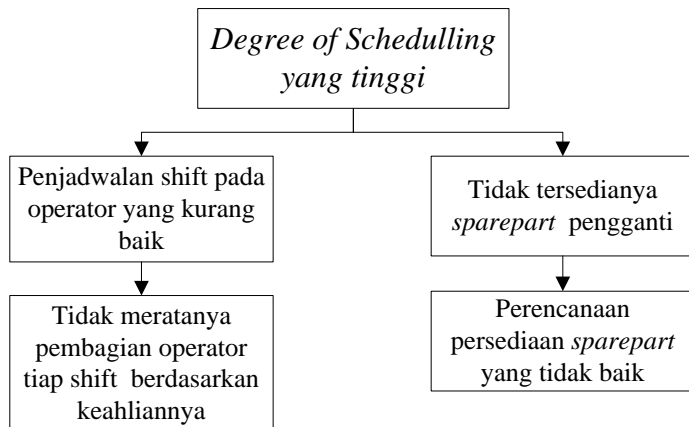 Degree of Schedulling
yang tinggi
Penjadwalan shift pada
operator yang kurang
baik
Tidak tersedianya
sparepart pengganti
Tidak meratanya
pembagian operator
tiap shift berdasarkan
keahliannya
Perencanaan
persediaan sparepart
yang tidak baik